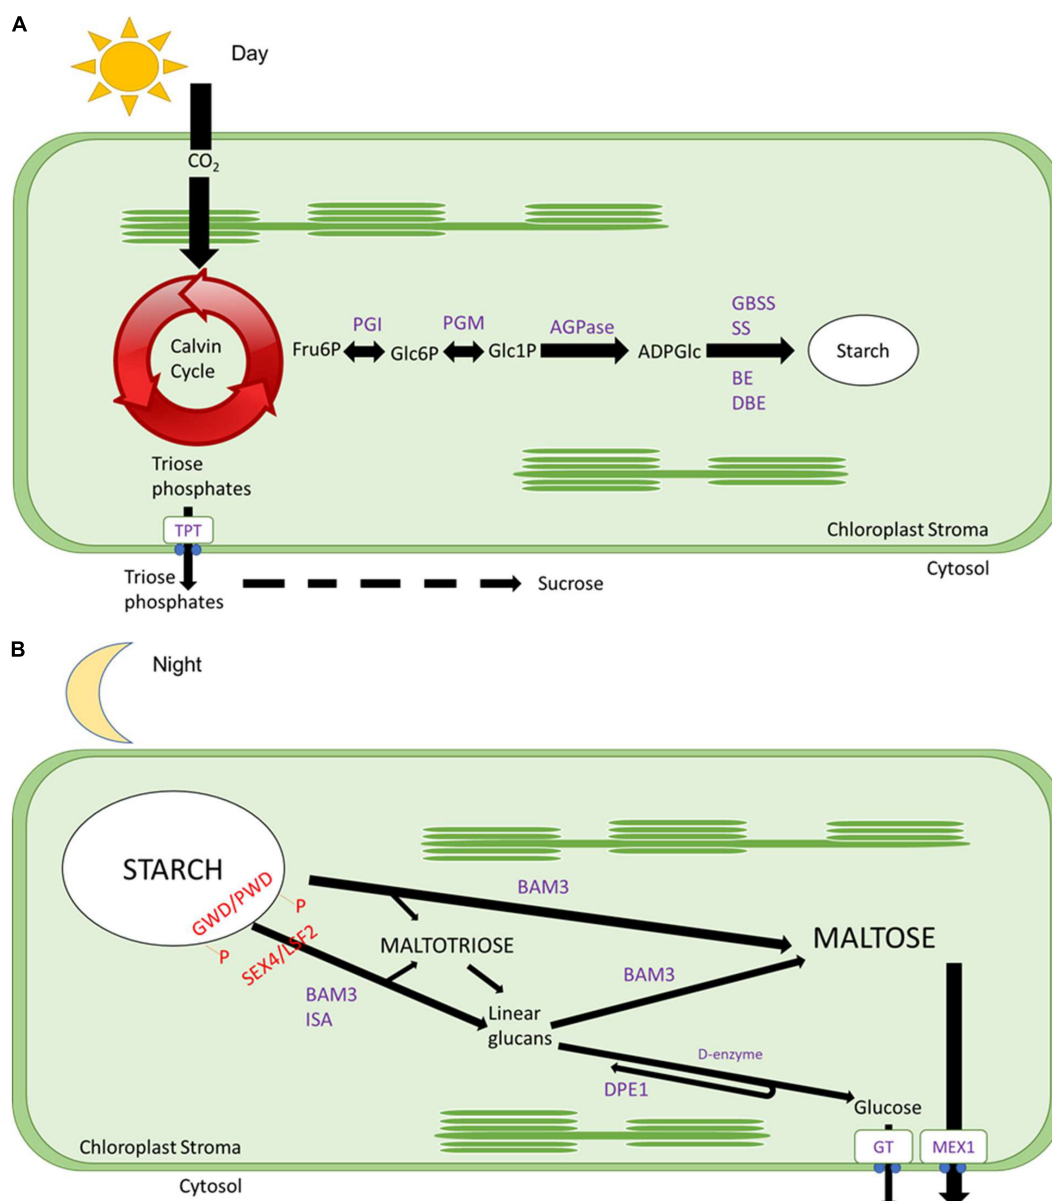 A
Day
CO2
Calvin
Cycle
Fru6P
PGI
Glc6P
PGM
Glc1P
AGPase
ADPGlc
GBSS
SS
BE
DBE
Starch
Triose
phosphates
TPT
Chloroplast Stroma
Cytosol
Triose
phosphates
Sucrose
B
Night
STARCH
GWD/PWD
P
P
SEX4/LSF2
BAM3
MALTOTRIOSE
MALTOSE
BAM3
ISA
BAM3
Linear
glucans
D-enzyme
DPE1
Glucose
GT
MEX1
Chloroplast Stroma
Cytosol